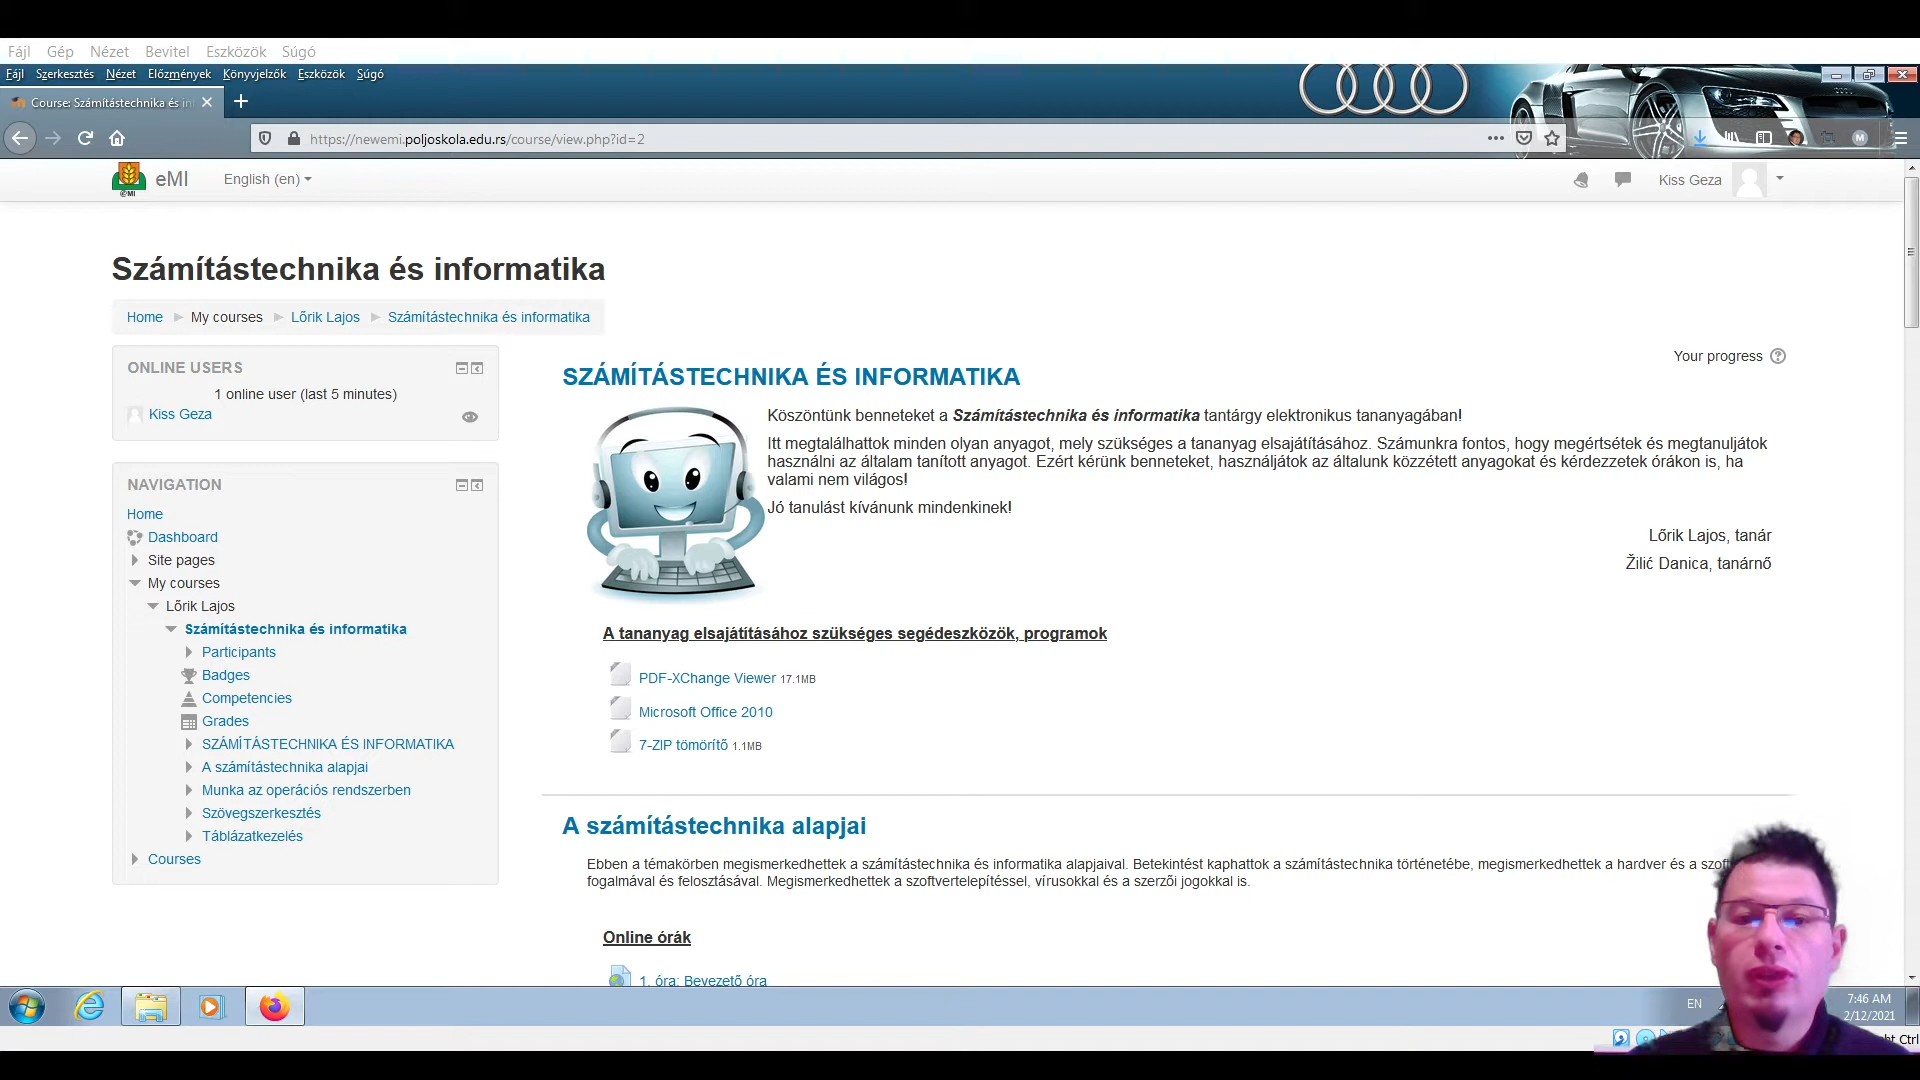 Fájl Gép Nézet Bevitel Eszközök Súgó
Fájl Szerkesztés Nézet Előzmények Könyvjelzők Eszközök Súgó
Course: Számítástechnika és in
https://newemi.poljoskola.edu.rs/course/view.php?id=2
M
eMI
eMI English (en)
Kiss Geza
Számítástechnika és informatika
Home My courses Lőrik Lajos Számítástechnika és informatika
ONLINE USERS
1 online user (last 5 minutes)
Kiss Geza
NAVIGATION
Home
Dashboard
Site pages
My courses
Lőrik Lajos
Számítástechnika és informatika
Participants
Badges
Competencies
Grades
SZÁMÍTÁSTECHNIKA ÉS INFORMATIKA
A számítástechnika alapjai
Munka az operációs rendszerben
Szövegszerkesztés
Táblázatkezelés
Courses
Your progress
SZÁMÍTÁSTECHNIKA ÉS INFORMATIKA
Köszöntünk benneteket a Számítástechnika és informatika tantárgy elektronikus tananyagában!
Itt megtalálhattok minden olyan anyagot, mely szükséges a tananyag elsajátításához. Számunkra fontos, hogy megértsétek és megtanuljátok
használni az általam tanított anyagot. Ezért kérünk benneteket, használjátok az általunk közzétett anyagokat és kérdezzetek órákon is, ha
valami nem világos!
Jó tanulást kívánunk mindenkinek!
Lőrik Lajos, tanár
Žilić Danica, tanárnő
A tananyag elsajátításához szükséges segédeszközök, programok
PDF-XChange Viewer 17.1MB
Microsoft Office 2010
7-ZIP tömörítő 1.1MB
A számítástechnika alapjai
Ebben a témakörben megismerkedhettek a számítástechnika és informatika alapjaival. Betekintést kaphattok a számítástechnika történetébe, megismerkedhettek a hardver és a szof
fogalmával és felosztásával. Megismerkedhettek a szoftvertelepítéssel, vírusokkal és a szerzői jogokkal is.
Online órák
1. óra: Bevezető óra
EN
7:46 AM
2/12/2021
ht Ctrl